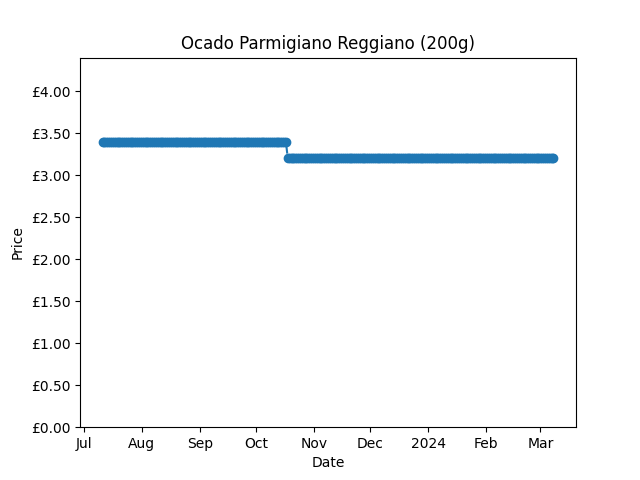 Ocado Parmigiano Reggiano (200g)
£4.00
£3.50
£3.00
£2.50
£2.00
£1.50
£1.00
£0.50
£0.00
Price
Jul Aug Sep Oct Nov Dec 2024 Feb Mar
Date